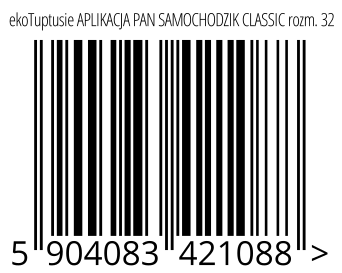 ekoTuptusie APLIKACJA PAN SAMOCHODZIK CLASSIC rozm. 32
5 904083 421088 >